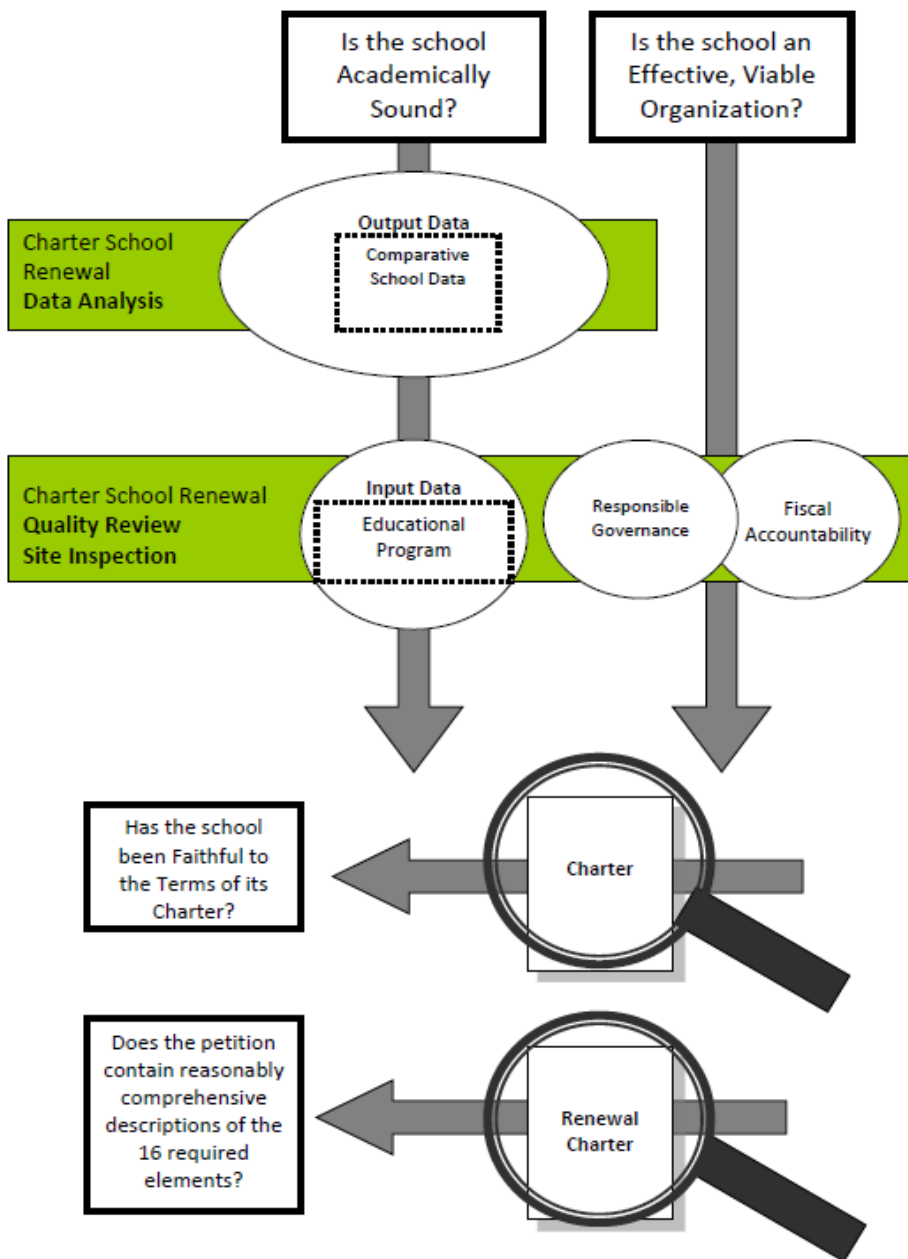 Is the school
Academically
Sound?
Is the school an
Effective, Viable
Organization?
Charter School
Renewal
Data Analysis
Output Data
Comparative
School Data
Charter School Renewal
Quality Review
Site Inspection
Input Data
Educational
Program
Responsible
Governance
Fiscal
Accountability
Has the school
been Faithful to
the Terms of its
Charter?
Charter
Does the petition
contain reasonably
comprehensive
descriptions of the
16 required
elements?
Renewal
Charter